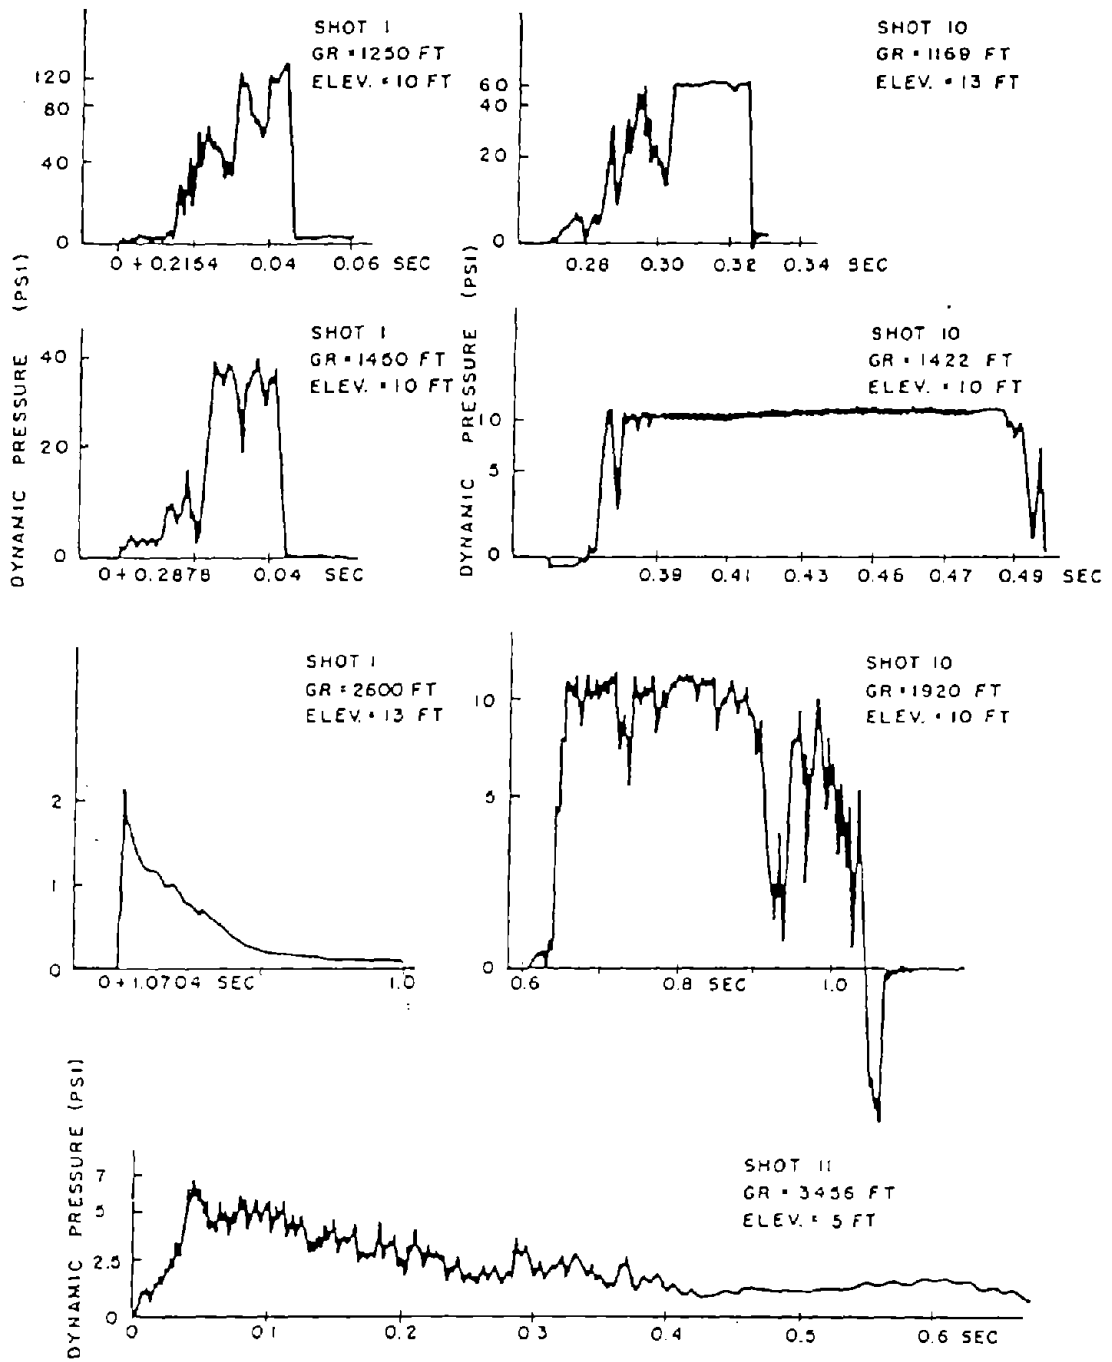 SHOT 1
GR = 1250 FT
ELEV. = 10 FT
120
80
40
0
0 + 0.2154 0.04 0.06 SEC
SHOT 10
GR = 1169 FT
ELEV. = 13 FT
60
40
20
0
0.28 0.30 0.32 0.34 SEC
DYNAMIC PRESSURE (PSI)
SHOT 1
GR = 1450 FT
ELEV. = 10 FT
40
20
0
0 + 0.2878 0.04 SEC
DYNAMIC PRESSURE (PSI)
SHOT 10
GR = 1422 FT
ELEV. = 10 FT
10
5
0
0.39 0.41 0.43 0.46 0.47 0.49 SEC
SHOT 1
GR = 2600 FT
ELEV. = 13 FT
2
1
0
0 + 1.0704 SEC 1.0
SHOT 10
GR = 1920 FT
ELEV. = 10 FT
10
5
0
0.6 0.8 SEC 1.0
DYNAMIC PRESSURE (PSI)
SHOT 11
GR = 3456 FT
ELEV. = 5 FT
7
5
2.5
0
0 0.1 0.2 0.3 0.4 0.5 0.6 SEC